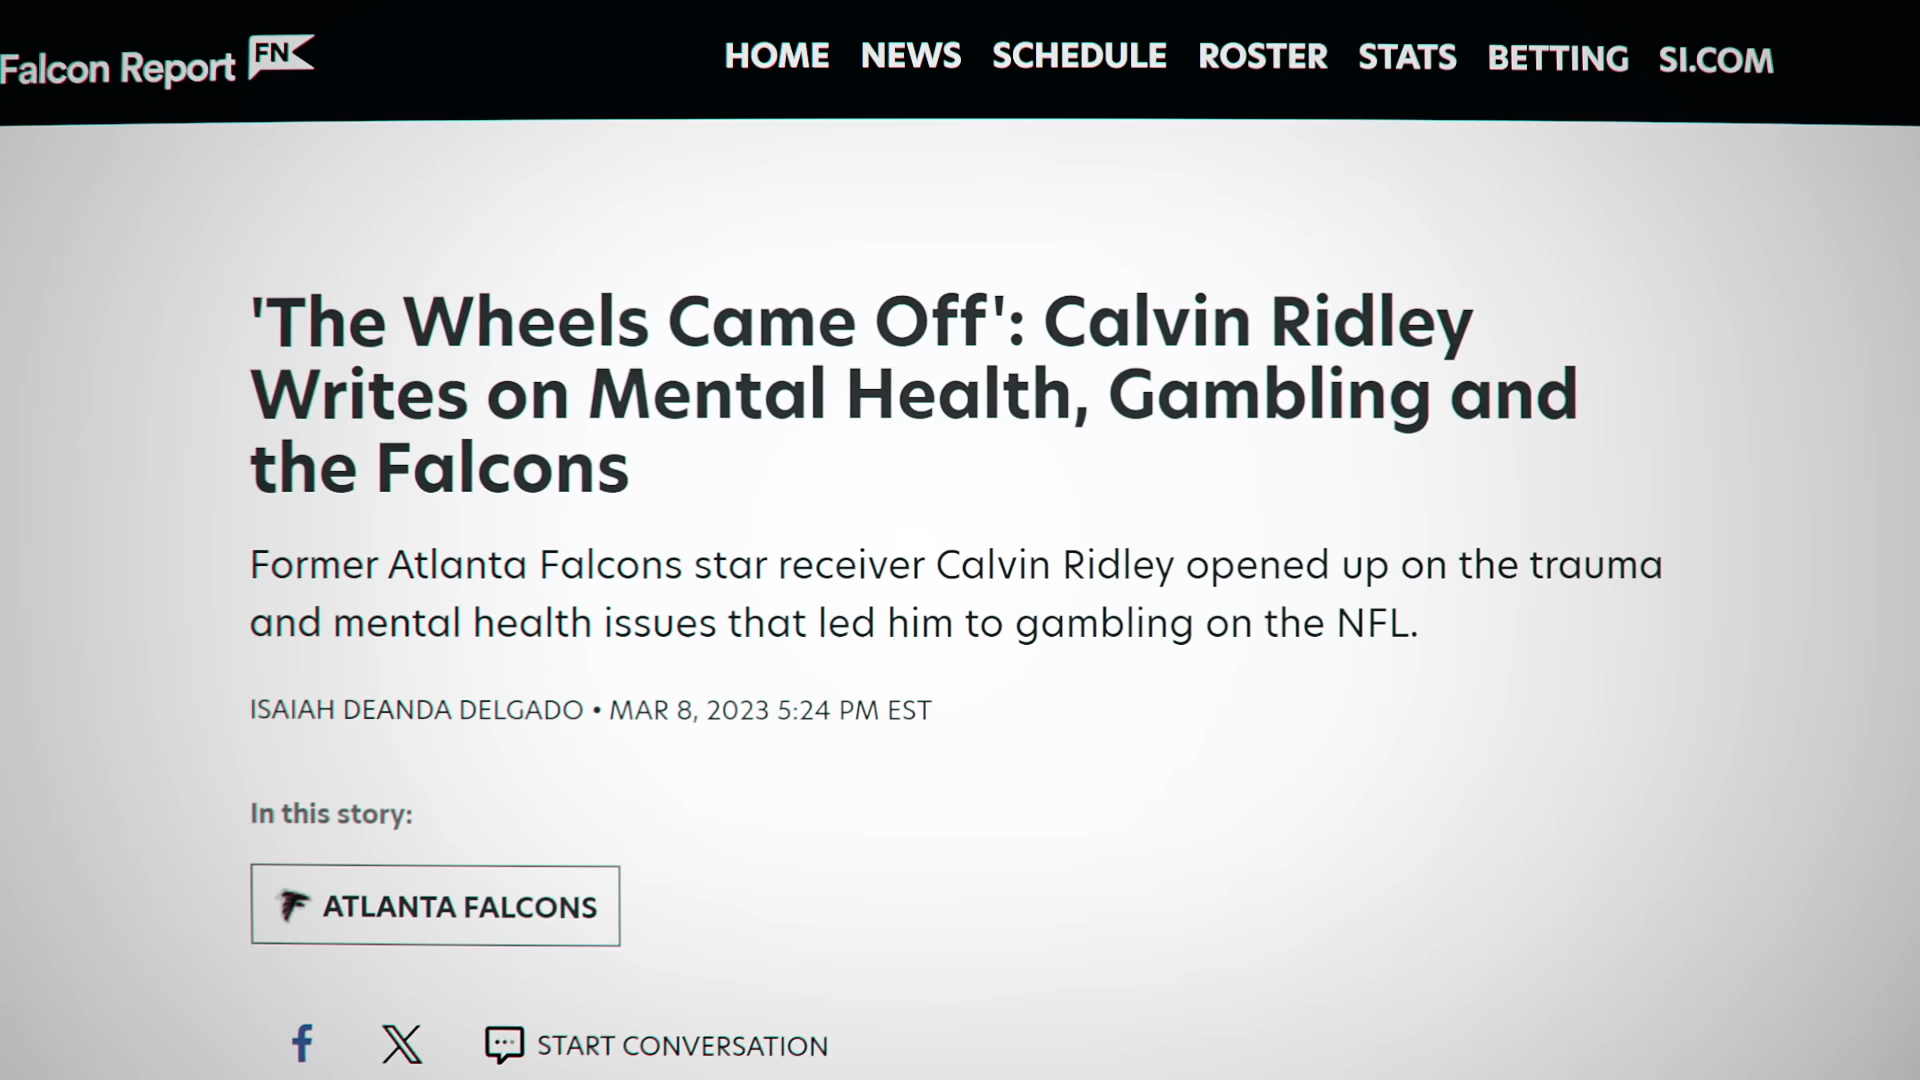 Falcon Report FN
HOME NEWS SCHEDULE ROSTER STATS BETTING SI.COM
'The Wheels Came Off': Calvin Ridley
Writes on Mental Health, Gambling and
the Falcons
Former Atlanta Falcons star receiver Calvin Ridley opened up on the trauma
and mental health issues that led him to gambling on the NFL.
ISAIAH DEANDA DELGADO • MAR 8, 2023 5:24 PM EST
In this story:
ATLANTA FALCONS
START CONVERSATION